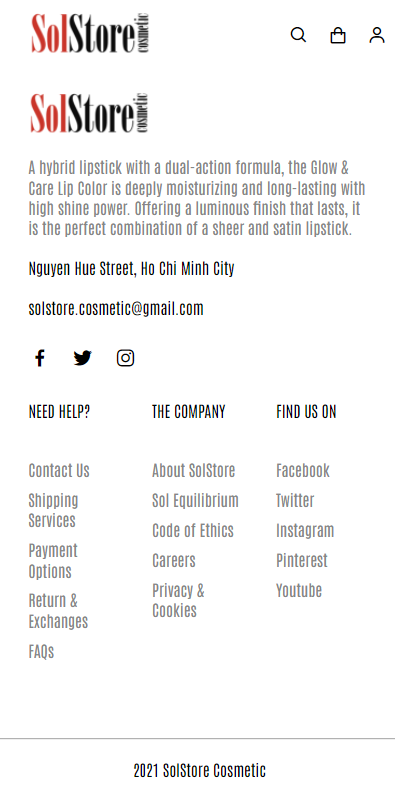 SolStore cosmetic
SolStore cosmetic
A hybrid lipstick with a dual-action formula, the Glow &
Care Lip Color is deeply moisturizing and long-lasting with
high shine power. Offering a luminous finish that lasts, it
is the perfect combination of a sheer and satin lipstick.
Nguyen Hue Street, Ho Chi Minh City
solstore.cosmetic@gmail.com
NEED HELP?
Contact Us
Shipping
Services
Payment
Options
Return &
Exchanges
FAQs
THE COMPANY
About SolStore
Sol Equilibrium
Code of Ethics
Careers
Privacy &
Cookies
FIND US ON
Facebook
Twitter
Instagram
Pinterest
Youtube
2021 SolStore Cosmetic